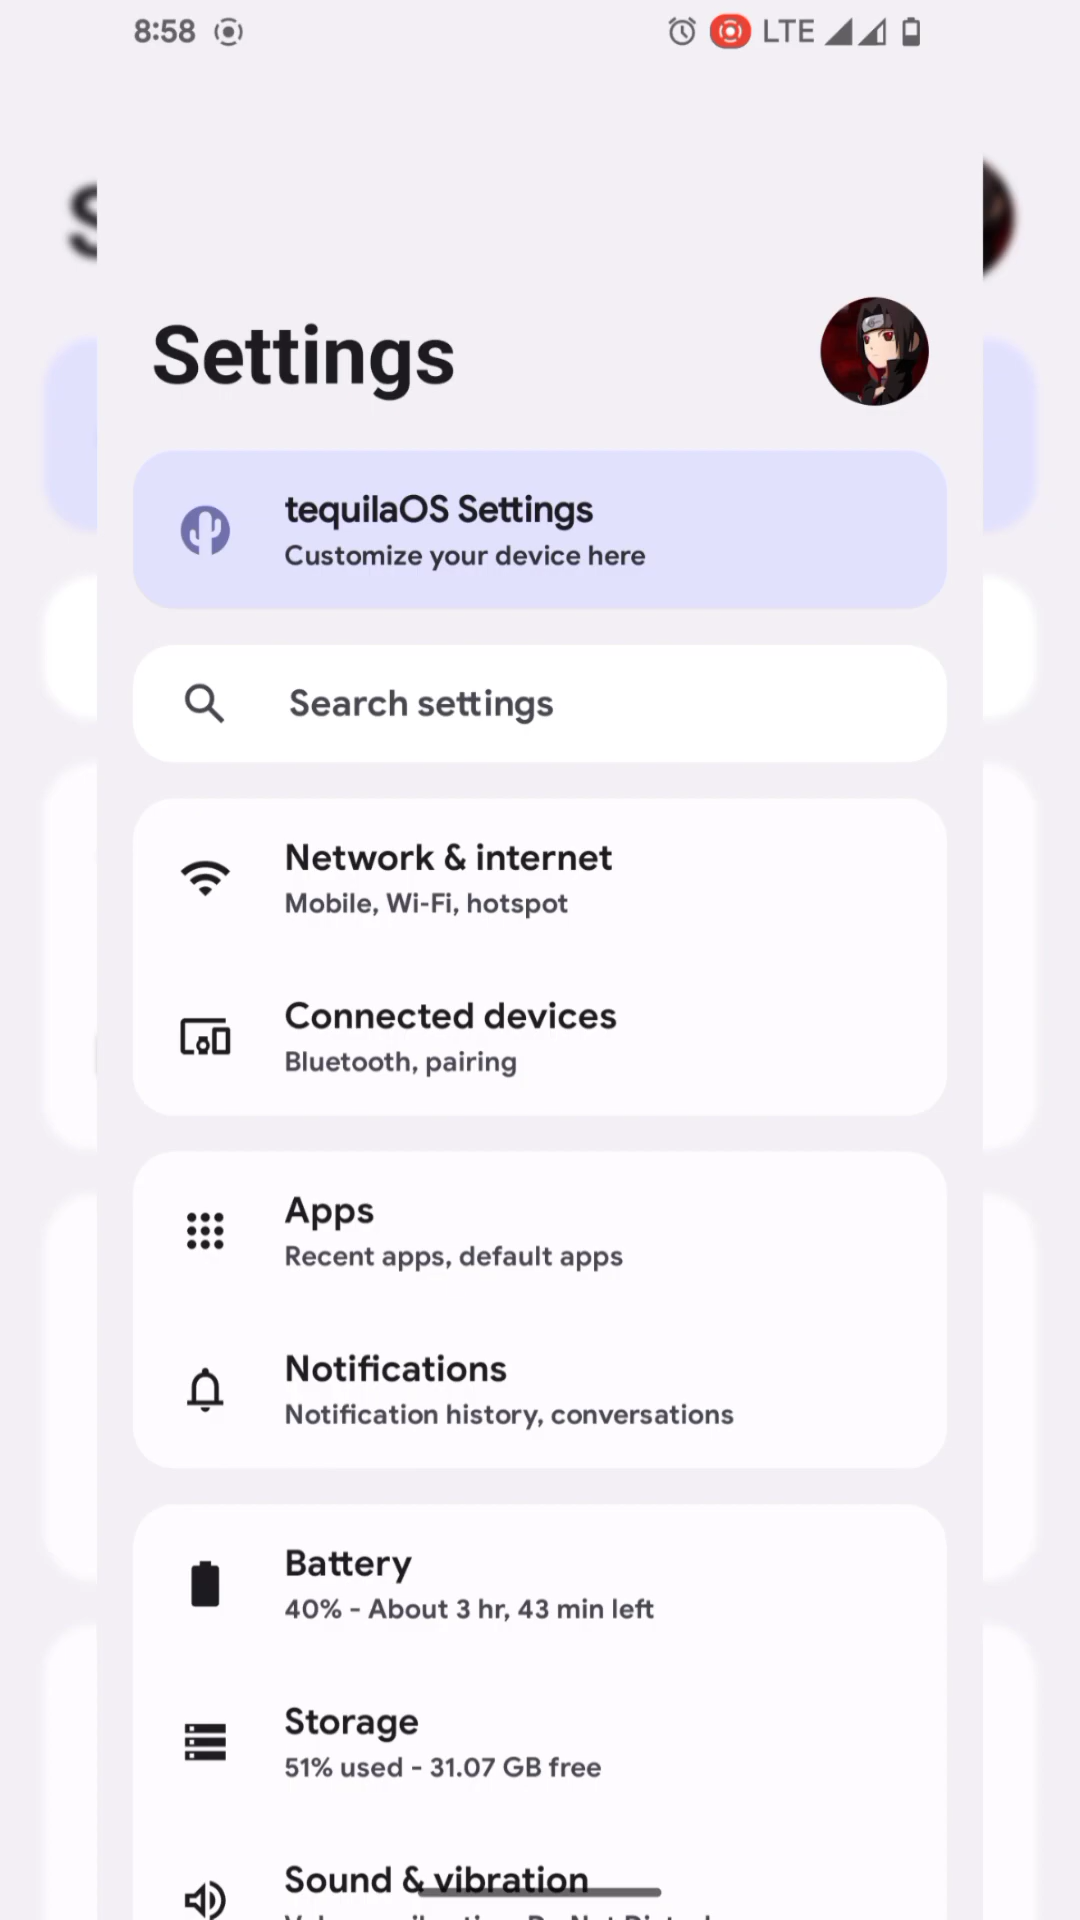 8:58 LTE
Settings
tequilaOS Settings
Customize your device here
Search settings
Network & internet
Mobile, Wi-Fi, hotspot
Connected devices
Bluetooth, pairing
Apps
Recent apps, default apps
Notifications
Notification history, conversations
Battery
40% - About 3 hr, 43 min left
Storage
51% used - 31.07 GB free
Sound & vibration